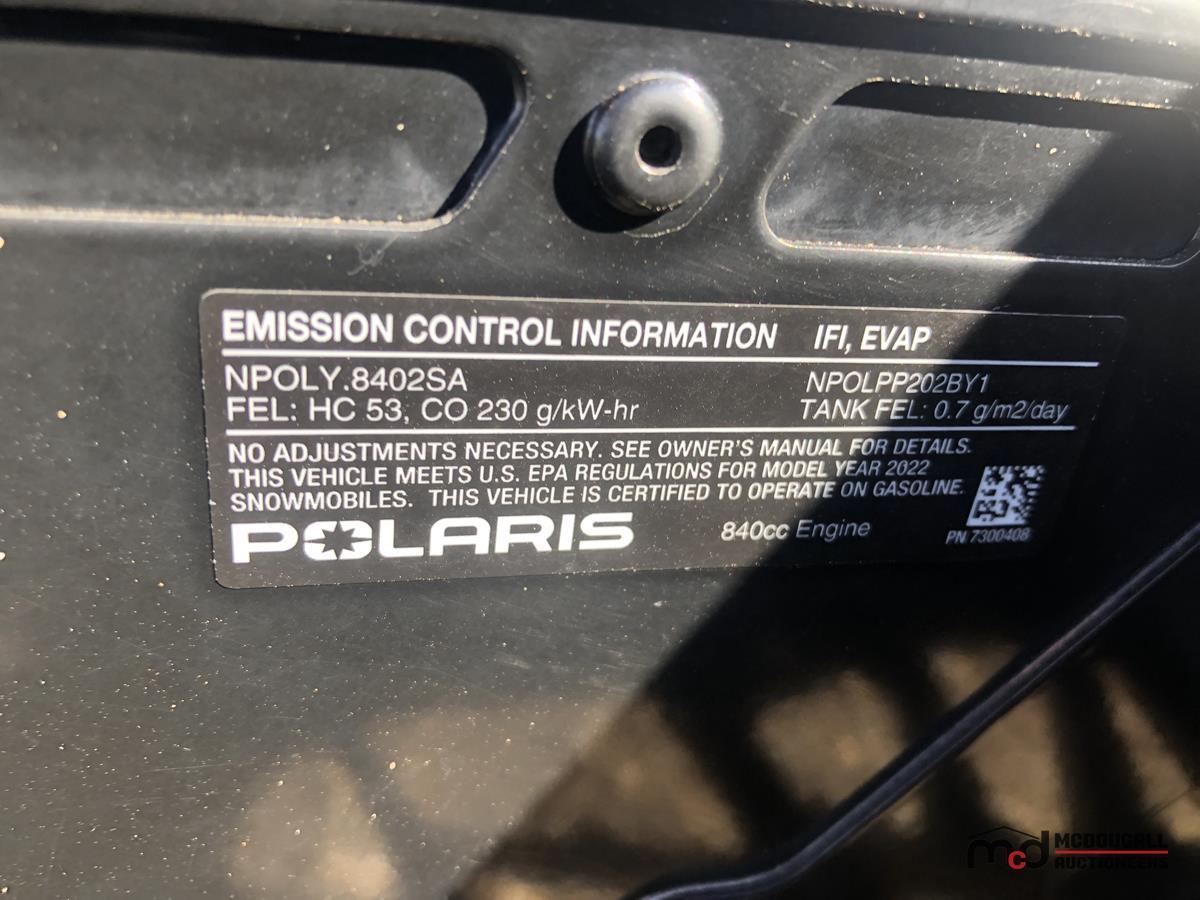 EMISSION CONTROL INFORMATION IFI, EVAP
NPOLY.8402SA NPOLPP202BY1
FEL: HC 53, CO 230 g/kW-hr TANK FEL: 0.7 g/m2/day
NO ADJUSTMENTS NECESSARY. SEE OWNER'S MANUAL FOR DETAILS.
THIS VEHICLE MEETS U.S. EPA REGULATIONS FOR MODEL YEAR 2022
SNOWMOBILES. THIS VEHICLE IS CERTIFIED TO OPERATE ON GASOLINE.
POLARIS 840cc Engine PN 7300408
mcd MCDOUGALL
AUCTIONEERS